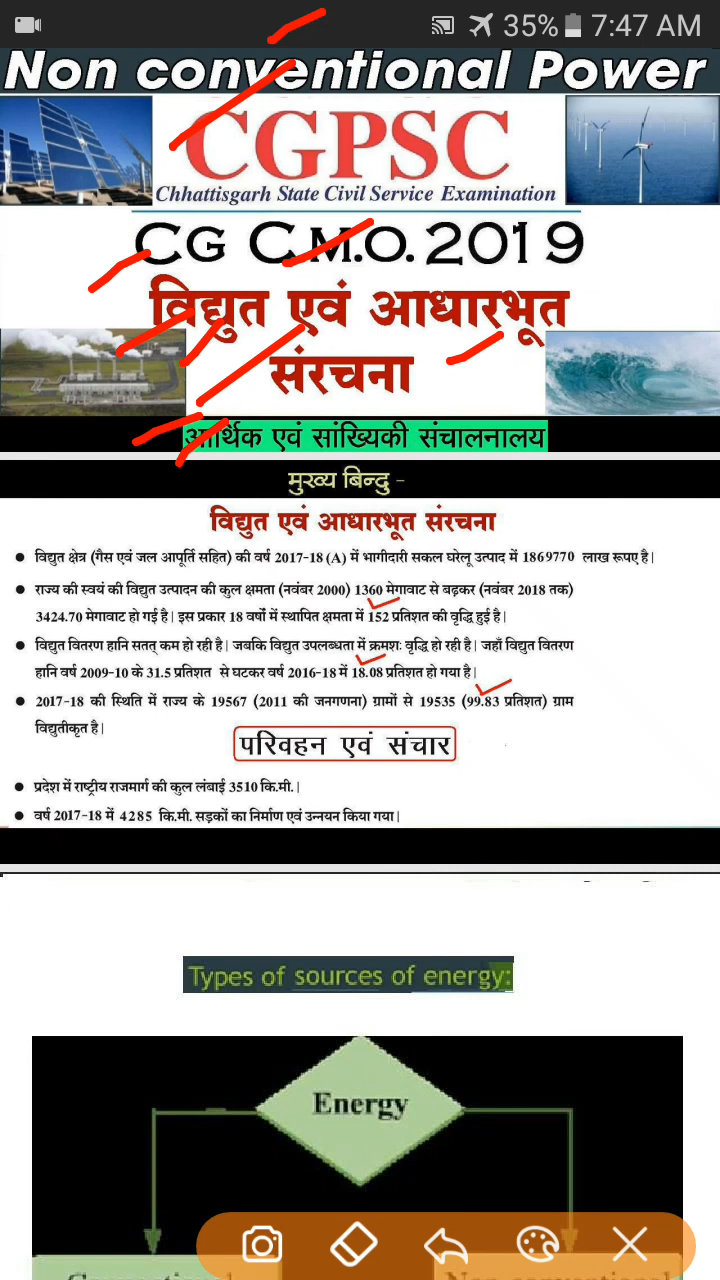 35% 7:47 AM
Non conventional Power
CGPSC
Chhattisgarh State Civil Service Examination
CG C.M.O. 2019
विद्युत एवं आधारभूत
संरचना
आर्थिक एवं सांख्यिकी संचालनालय
मुख्य बिन्दु -
विद्युत एवं आधारभूत संरचना
● विद्युत क्षेत्र (गैस एवं जल आपूर्ति सहित) की वर्ष 2017-18 (A) में भागीदारी सकल घरेलू उत्पाद में 1869770 लाख रूपए है।
● राज्य की स्वयं की विद्युत उत्पादन की कुल क्षमता (नवंबर 2000) 1360 मेगावाट से बढ़कर (नवंबर 2018 तक)
3424.70 मेगावाट हो गई है। इस प्रकार 18 वर्षों में स्थापित क्षमता में 152 प्रतिशत की वृद्धि हुई है।
● विद्युत वितरण हानि सतत् कम हो रही है। जबकि विद्युत उपलब्धता में क्रमशः वृद्धि हो रही है। जहाँ विद्युत वितरण
हानि वर्ष 2009-10 के 31.5 प्रतिशत से घटकर वर्ष 2016-18 में 18.08 प्रतिशत हो गया है।
● 2017-18 की स्थिति में राज्य के 19567 (2011 की जनगणना) ग्रामों से 19535 (99.83 प्रतिशत) ग्राम
विद्युतीकृत है।
परिवहन एवं संचार
● प्रदेश में राष्ट्रीय राजमार्ग की कुल लंबाई 3510 कि.मी.।
● वर्ष 2017-18 में 4285 कि.मी. सड़कों का निर्माण एवं उन्नयन किया गया।
Types of sources of energy:
Energy